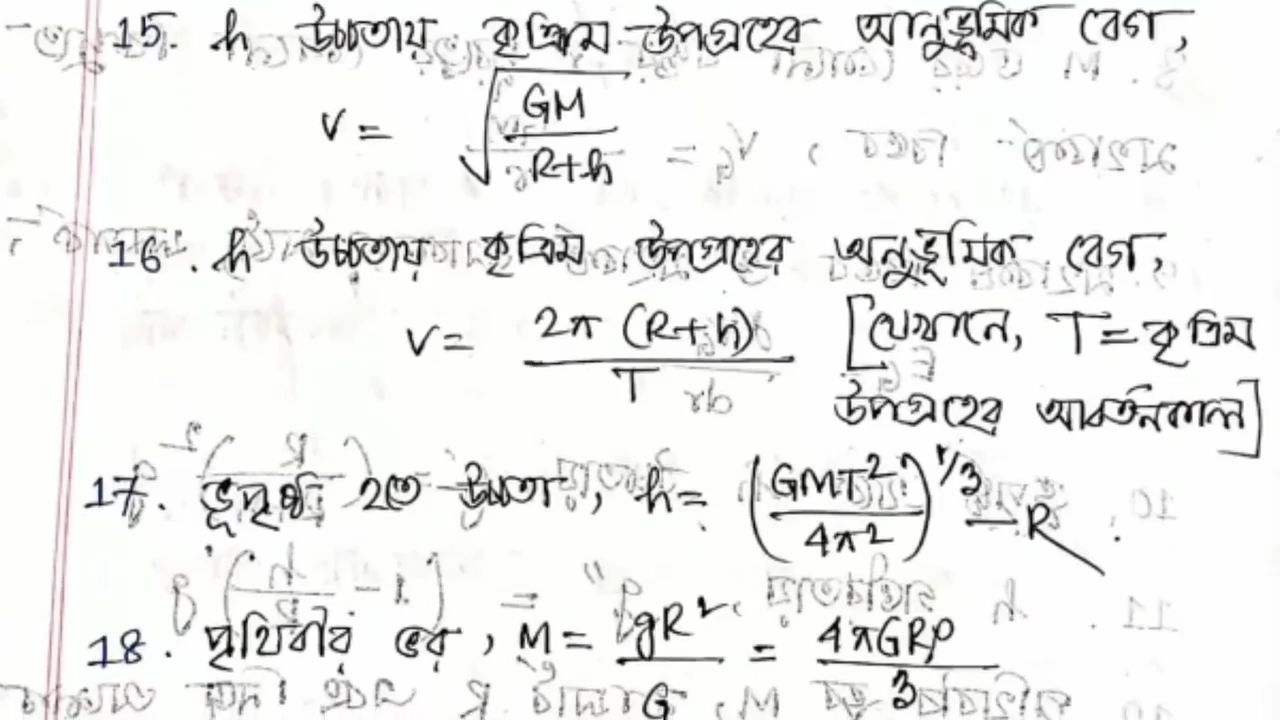 15. h উচ্চতায় কৃত্রিম উপগ্রহের আনুভূমিক বেগ,
v = √(GM/(R+h))
16. h উচ্চতায় কৃত্রিম উপগ্রহের অনুভূমিক বেগ,
v = 2π (R+h)/T [যেখানে, T = কৃত্রিম
উপগ্রহের আবর্তনকাল]
17. ভূপৃষ্ঠ হতে উচ্চতা, h = (GMT²/4π²)^1/3 — R
18. পৃথিবীর ভর, M = gR²/G = 4πGRρ/3